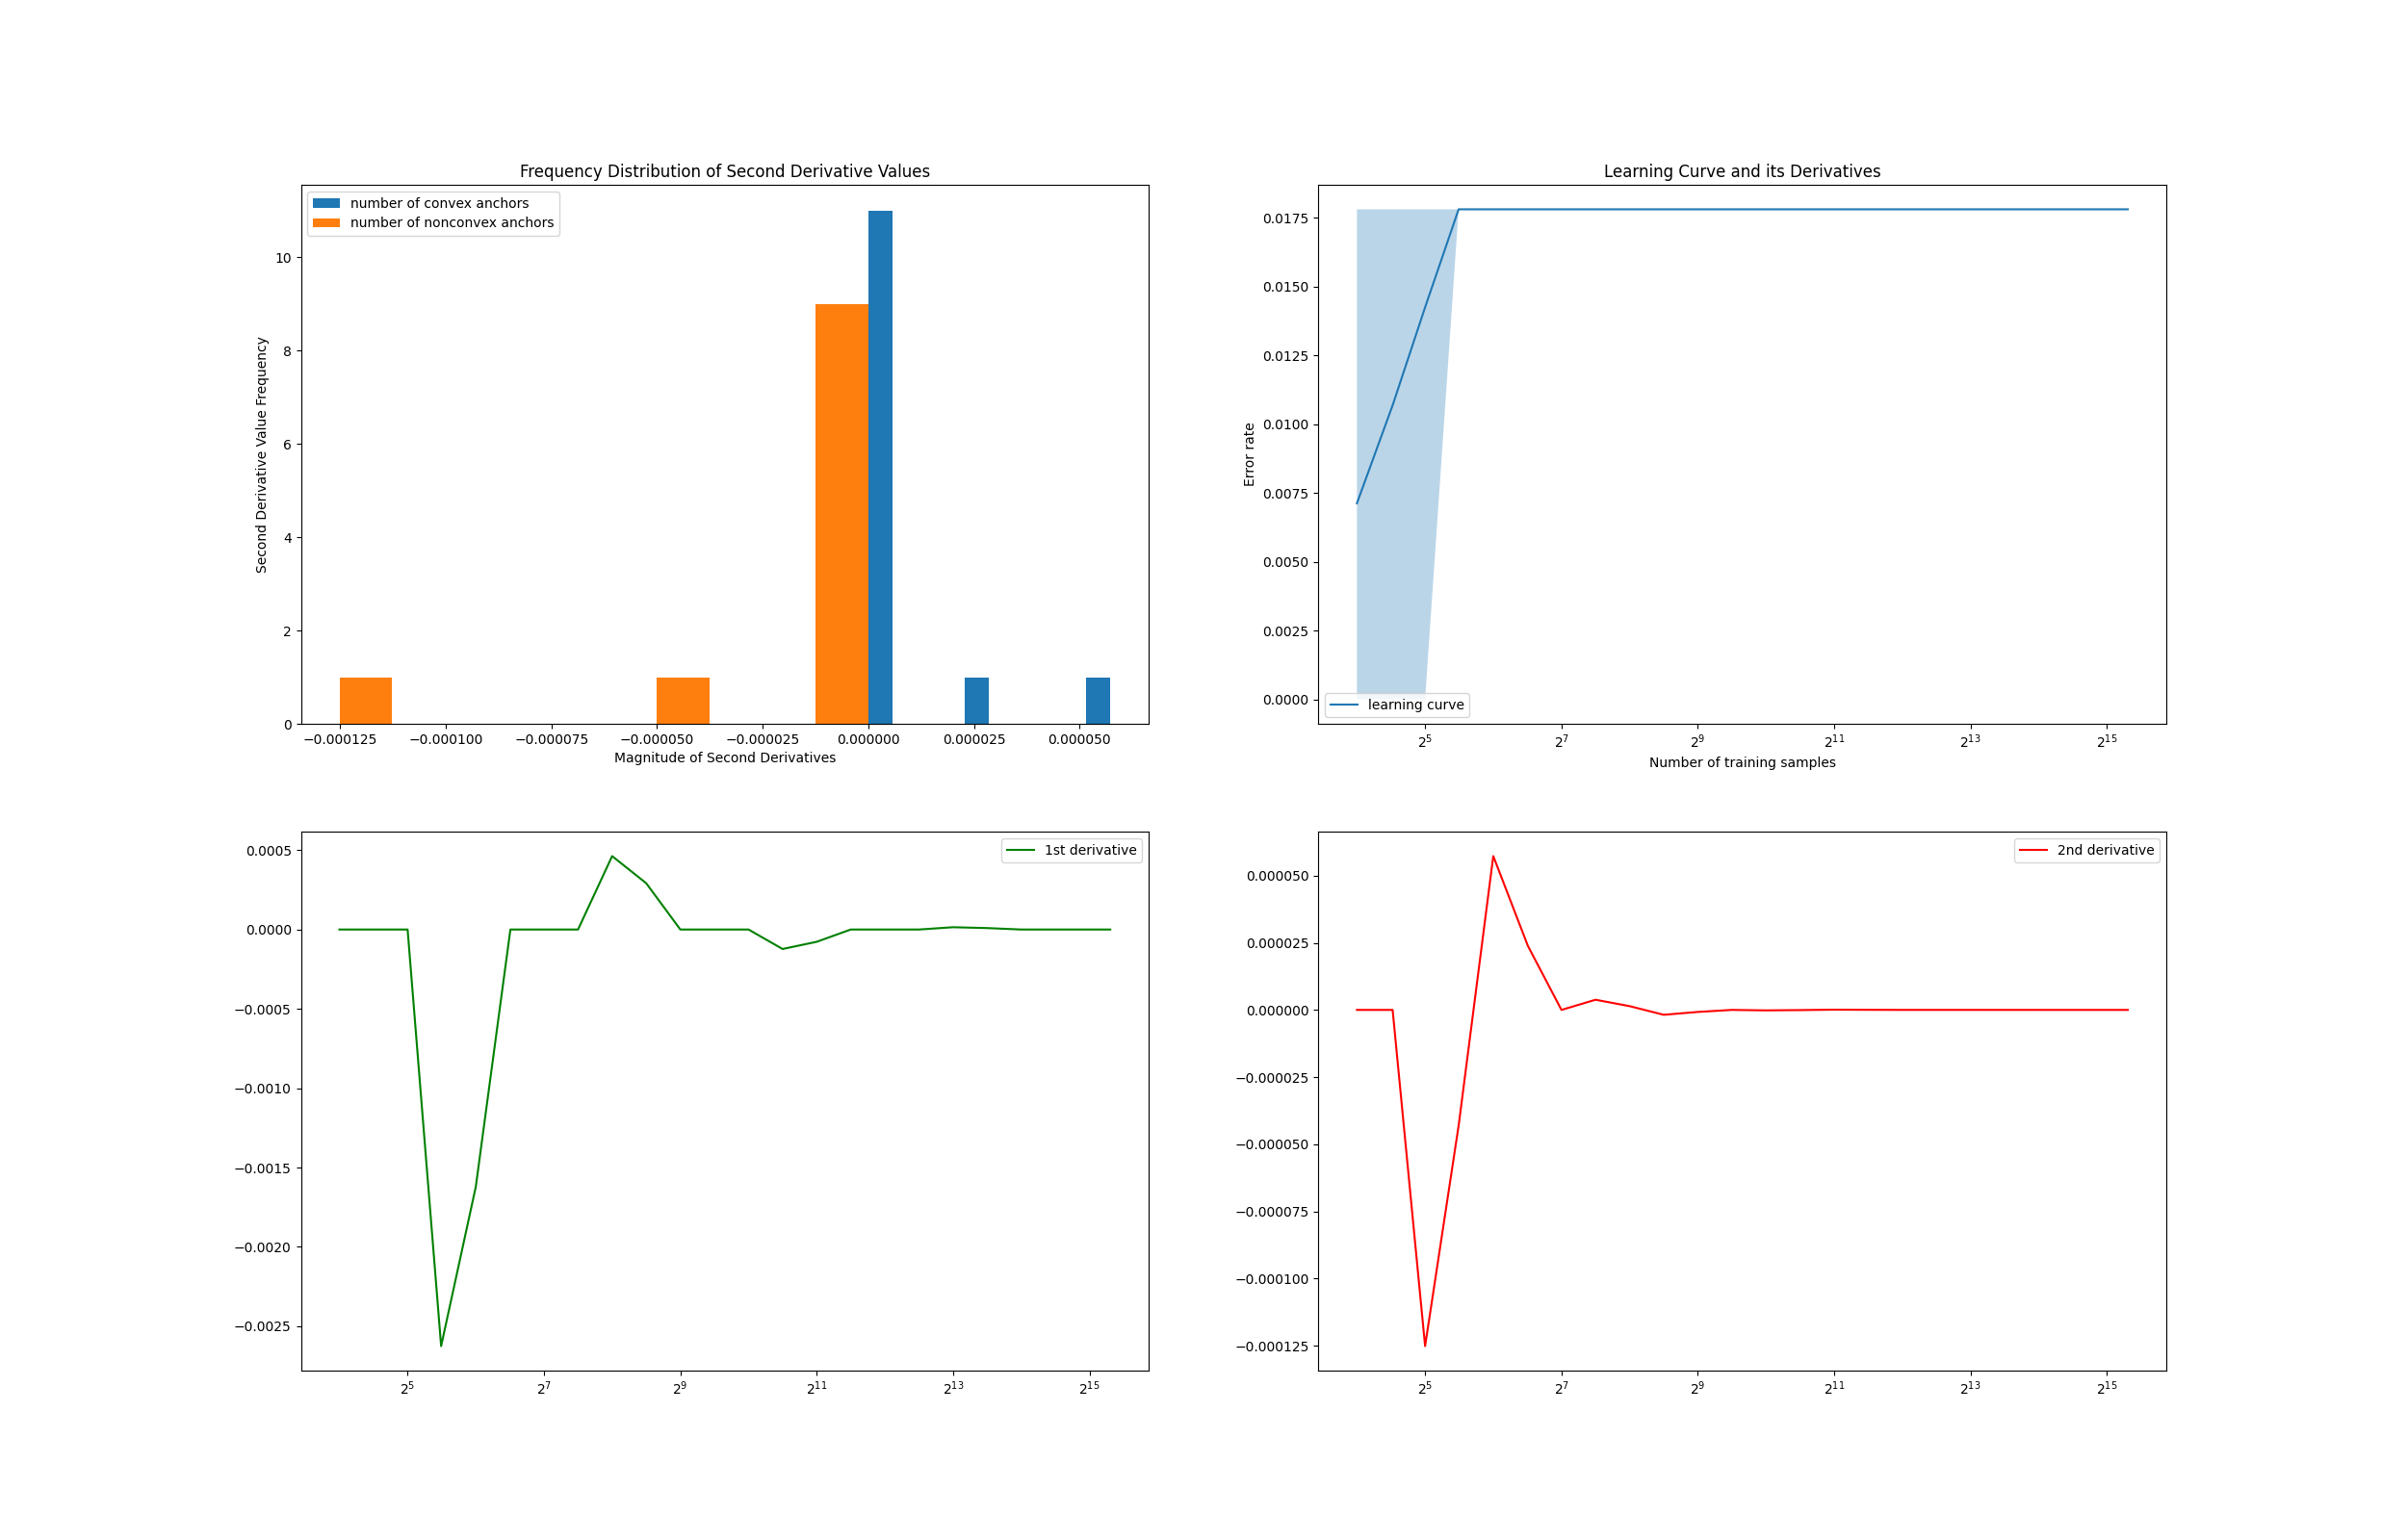 Frequency Distribution of Second Derivative Values
number of convex anchors
number of nonconvex anchors
10
8
6
4
2
0
Second Derivative Value Frequency
−0.000125 −0.000100 −0.000075 −0.000050 −0.000025 0.000000 0.000025 0.000050
Magnitude of Second Derivatives
Learning Curve and its Derivatives
0.0175
0.0150
0.0125
0.0100
0.0075
0.0050
0.0025
0.0000
Error rate
learning curve
2^5 2^7 2^9 2^11 2^13 2^15
Number of training samples
1st derivative
0.0005
0.0000
−0.0005
−0.0010
−0.0015
−0.0020
−0.0025
2^5 2^7 2^9 2^11 2^13 2^15
2nd derivative
0.000050
0.000025
0.000000
−0.000025
−0.000050
−0.000075
−0.000100
−0.000125
2^5 2^7 2^9 2^11 2^13 2^15